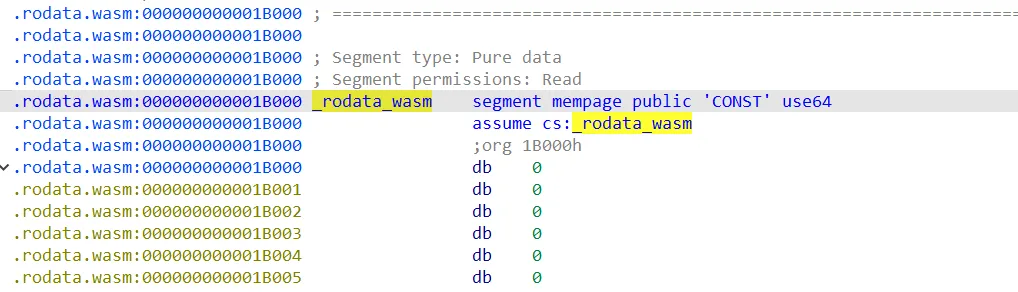 .rodata.wasm:000000000001B000 ; =====================================================================
.rodata.wasm:000000000001B000
.rodata.wasm:000000000001B000 ; Segment type: Pure data
.rodata.wasm:000000000001B000 ; Segment permissions: Read
.rodata.wasm:000000000001B000 _rodata_wasm segment mempage public 'CONST' use64
.rodata.wasm:000000000001B000 assume cs:_rodata_wasm
.rodata.wasm:000000000001B000 ;org 1B000h
.rodata.wasm:000000000001B000 db 0
.rodata.wasm:000000000001B001 db 0
.rodata.wasm:000000000001B002 db 0
.rodata.wasm:000000000001B003 db 0
.rodata.wasm:000000000001B004 db 0
.rodata.wasm:000000000001B005 db 0